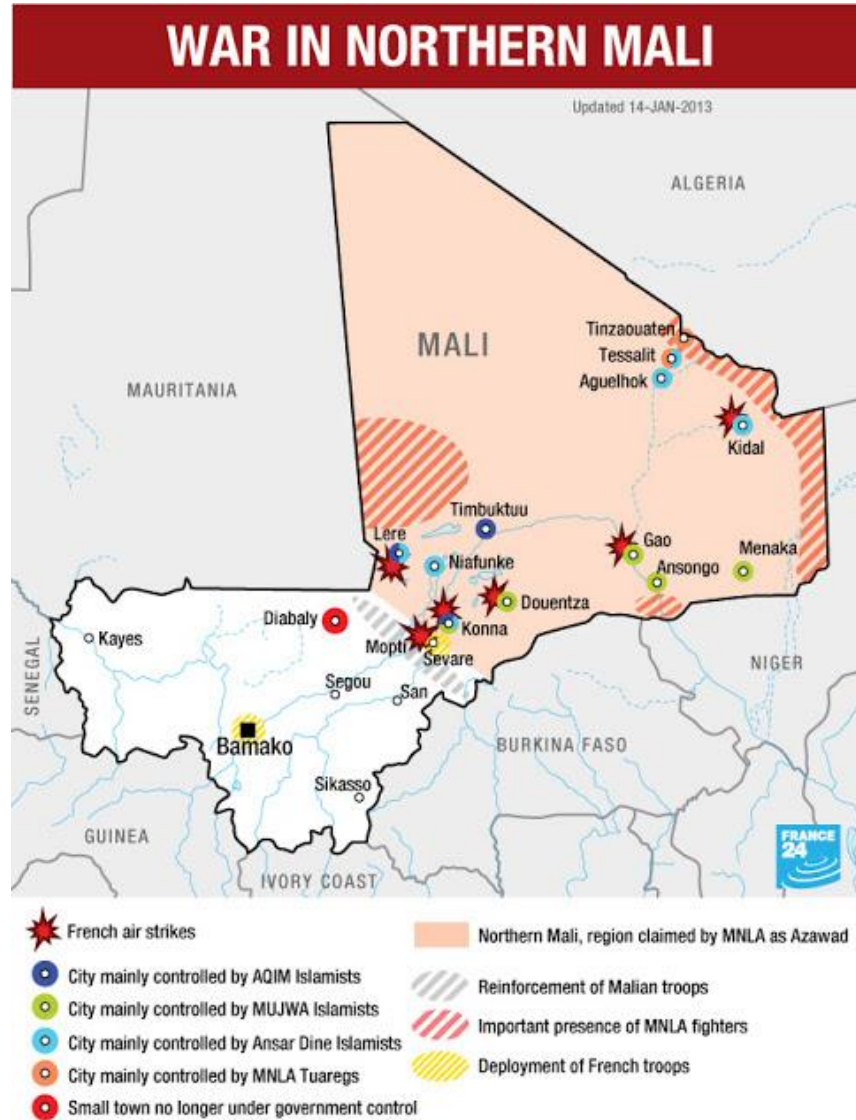 WAR IN NORTHERN MALI
Updated 14-JAN-2013
ALGERIA
MAURITANIA
MALI
Tinzaouaten
Tessalit
Aguelhok
Kidal
Timbuktuu
Lere
Niafunke
Gao
Ansongo
Menaka
Douentza
Diabaly
Konna
Mopti
Sevare
Kayes
Segou
San
SENEGAL
NIGER
Bamako
BURKINA FASO
Sikasso
GUINEA
IVORY COAST
FRANCE
24
French air strikes
City mainly controlled by AQIM Islamists
City mainly controlled by MUJWA Islamists
City mainly controlled by Ansar Dine Islamists
City mainly controlled by MNLA Tuaregs
Small town no longer under government control
Northern Mali, region claimed by MNLA as Azawad
Reinforcement of Malian troops
Important presence of MNLA fighters
Deployment of French troops